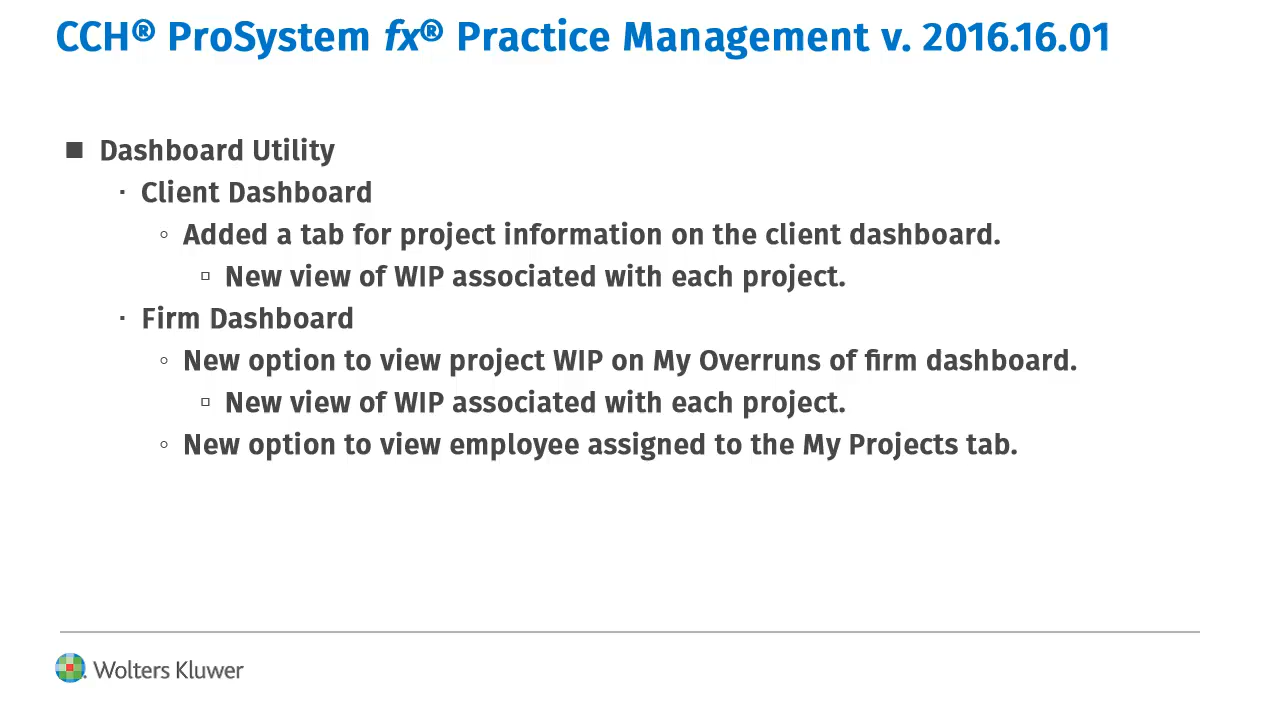 CCH® ProSystem fx® Practice Management v. 2016.16.01
■ Dashboard Utility
· Client Dashboard
◦ Added a tab for project information on the client dashboard.
▫ New view of WIP associated with each project.
· Firm Dashboard
◦ New option to view project WIP on My Overruns of firm dashboard.
▫ New view of WIP associated with each project.
◦ New option to view employee assigned to the My Projects tab.
Wolters Kluwer